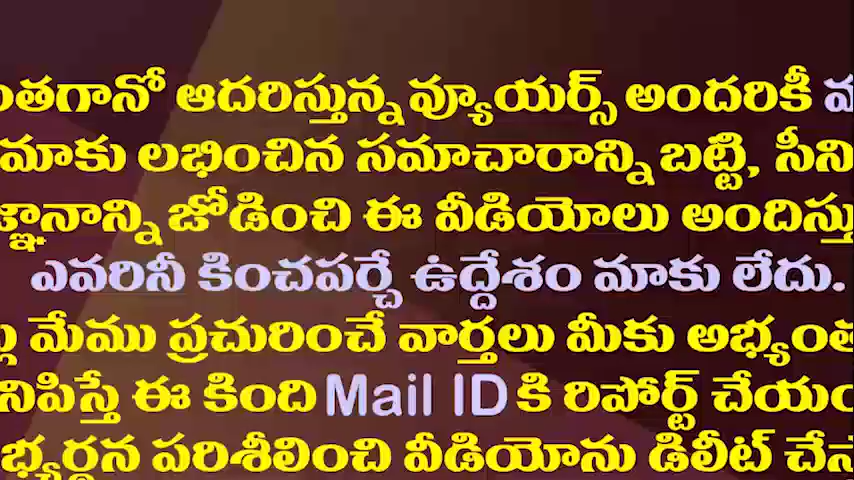 ంతగానో ఆదరిస్తున్న వ్యూయర్స్ అందరికీ
మాకు లభించిన సమాచారాన్ని బట్టి, సీని
జ్ఞానాన్ని జోడించి ఈ వీడియోలు అందిస్తు
ఎవరినీ కించపర్చే ఉద్దేశం మాకు లేదు.
మేము ప్రచురించే వార్తలు మీకు అభ్యంత
నిపిస్తే ఈ కింది Mail ID కి రిపోర్ట్ చేయం
భ్యర్థన పరిశీలించి వీడియోను డిలీట్ చేస